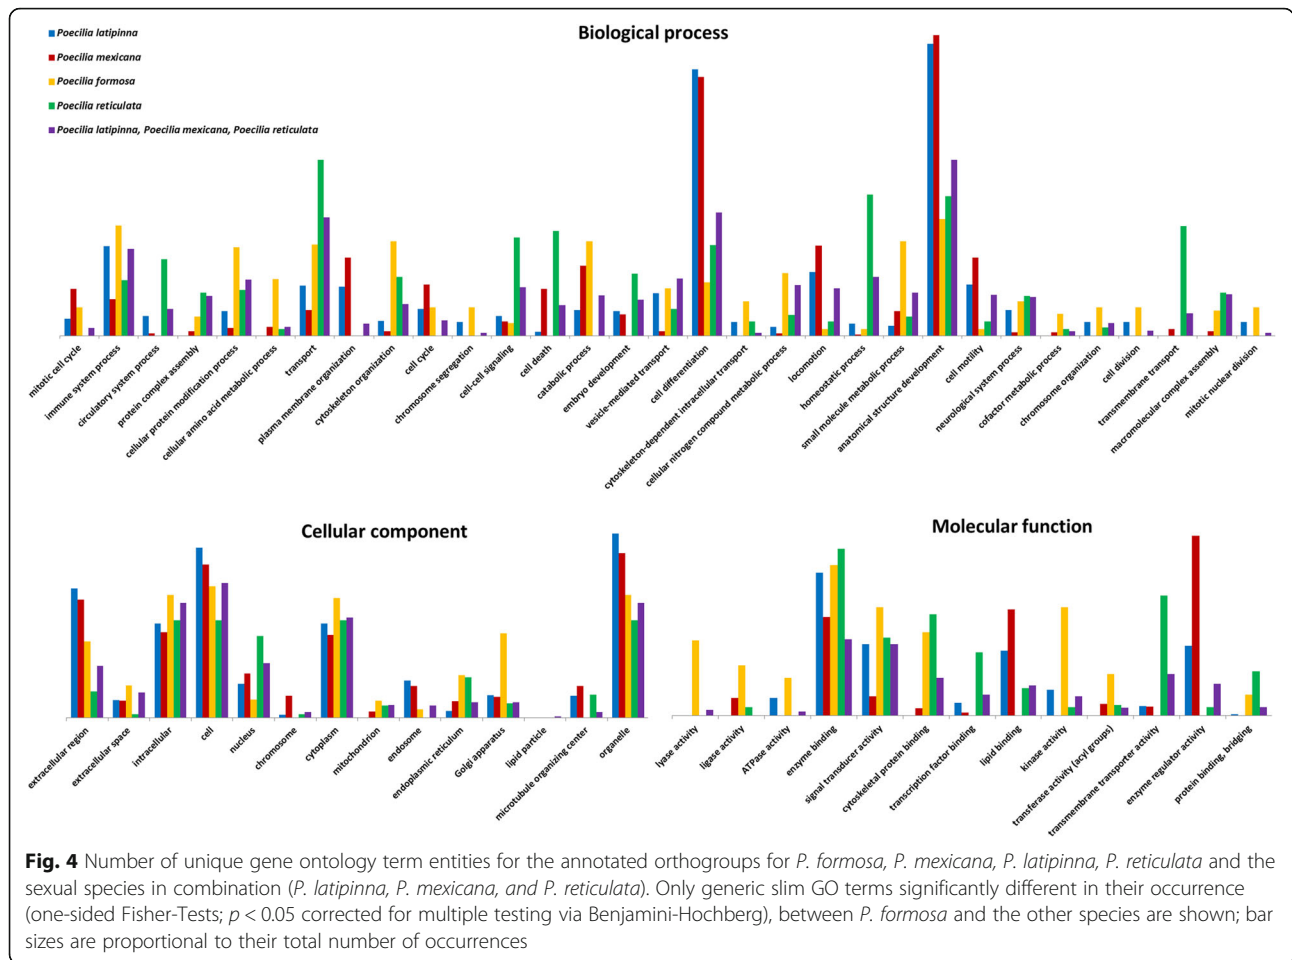 Biological process
Poecilia latipinna
Poecilia mexicana
Poecilia formosa
Poecilia reticulata
Poecilia latipinna, Poecilia mexicana, Poecilia reticulata
mitotic cell cycle
immune system process
circulatory system process
protein complex assembly
cellular protein modification process
cellular amino acid metabolic process
transport
plasma membrane organization
cytoskeleton organization
cell cycle
chromosome segregation
cell-cell signaling
cell death
catabolic process
embryo development
vesicle-mediated transport
cell differentiation
cytoskeleton-dependent intracellular transport
cellular nitrogen compound metabolic process
locomotion
homeostatic process
small molecule metabolic process
anatomical structure development
cell motility
neurological system process
cofactor metabolic process
chromosome organization
cell division
transmembrane transport
macromolecular complex assembly
mitotic nuclear division
Cellular component
extracellular region
extracellular space
intracellular
cell
nucleus
chromosome
cytoplasm
mitochondrion
endosome
endoplasmic reticulum
Golgi apparatus
lipid particle
microtubule organizing center
organelle
Molecular function
lyase activity
ligase activity
ATPase activity
enzyme binding
signal transducer activity
cytoskeletal protein binding
transcription factor binding
lipid binding
kinase activity
transferase activity (acyl groups)
transmembrane transporter activity
enzyme regulator activity
protein binding, bridging
Fig. 4 Number of unique gene ontology term entities for the annotated orthogroups for P. formosa, P. mexicana, P. latipinna, P. reticulata and the
sexual species in combination (P. latipinna, P. mexicana, and P. reticulata). Only generic slim GO terms significantly different in their occurrence
(one-sided Fisher-Tests; p < 0.05 corrected for multiple testing via Benjamini-Hochberg), between P. formosa and the other species are shown; bar
sizes are proportional to their total number of occurrences